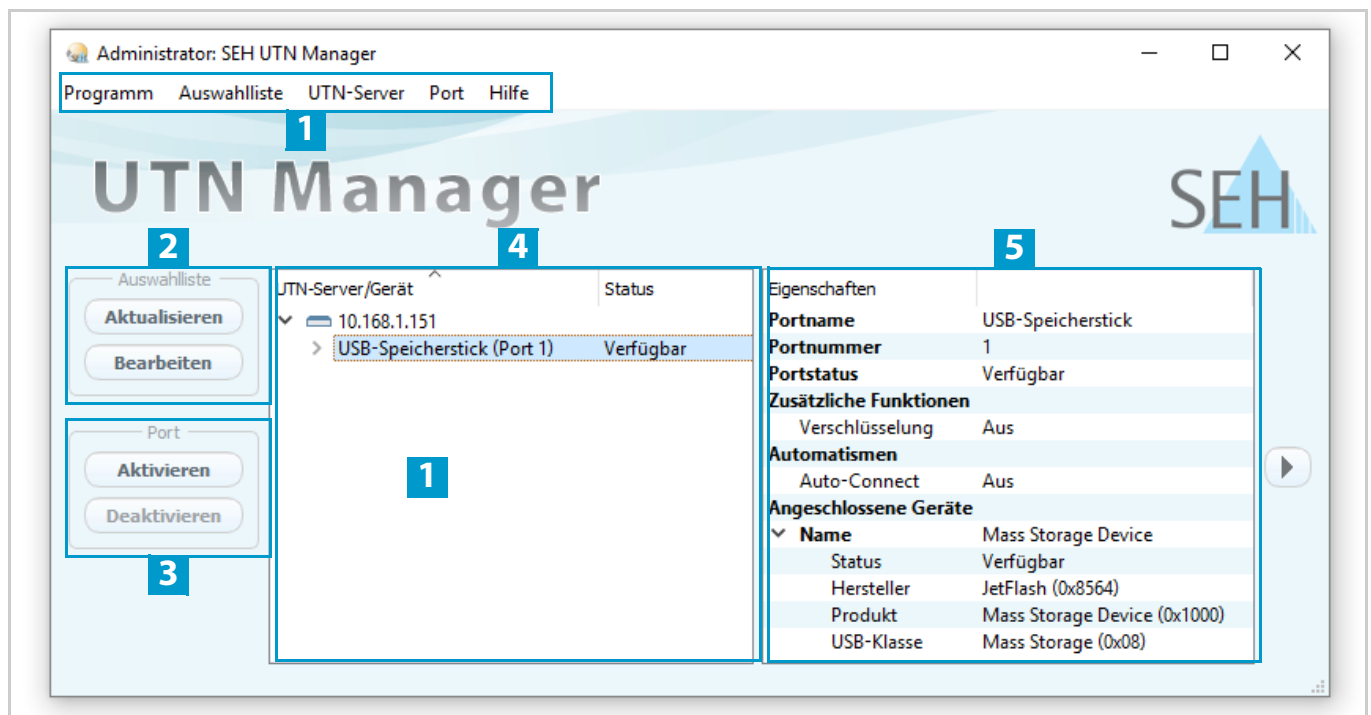 Administrator: SEH UTN Manager
Programm Auswahlliste UTN-Server Port Hilfe
1
UTN Manager
SEH
2
4
5
Auswahlliste
Aktualisieren
Bearbeiten
Port
Aktivieren
Deaktivieren
3
UTN-Server/Gerät Status
10.168.1.151
USB-Speicherstick (Port 1) Verfügbar
1
Eigenschaften
Portname USB-Speicherstick
Portnummer 1
Portstatus Verfügbar
Zusätzliche Funktionen
Verschlüsselung Aus
Automatismen
Auto-Connect Aus
Angeschlossene Geräte
Name Mass Storage Device
Status Verfügbar
Hersteller JetFlash (0x8564)
Produkt Mass Storage Device (0x1000)
USB-Klasse Mass Storage (0x08)